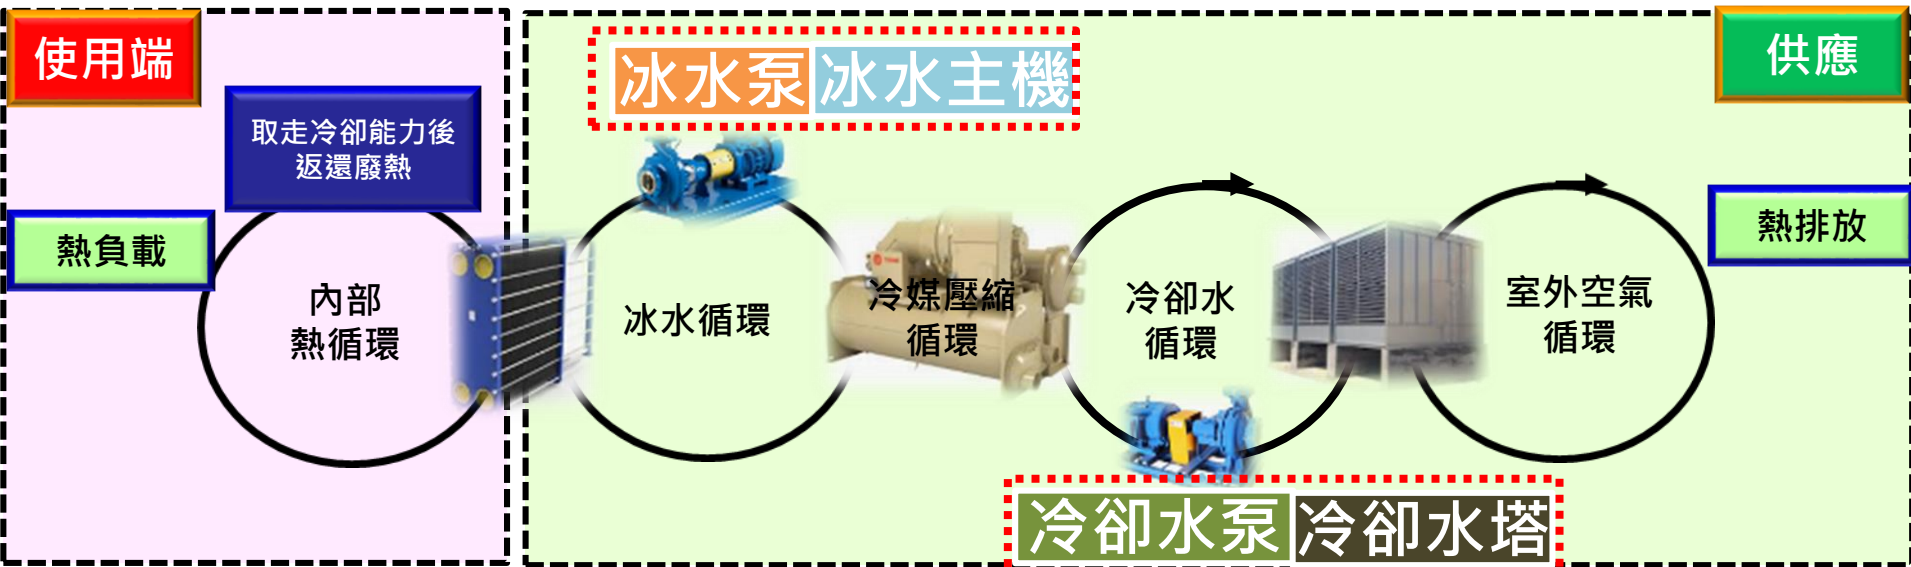 使用端
供應
冰水泵
冰水主機
取走冷卻能力後
返還廢熱
熱負載
熱排放
內部
熱循環
冰水循環
冷媒壓縮
循環
冷卻水
循環
室外空氣
循環
冷卻水泵
冷卻水塔